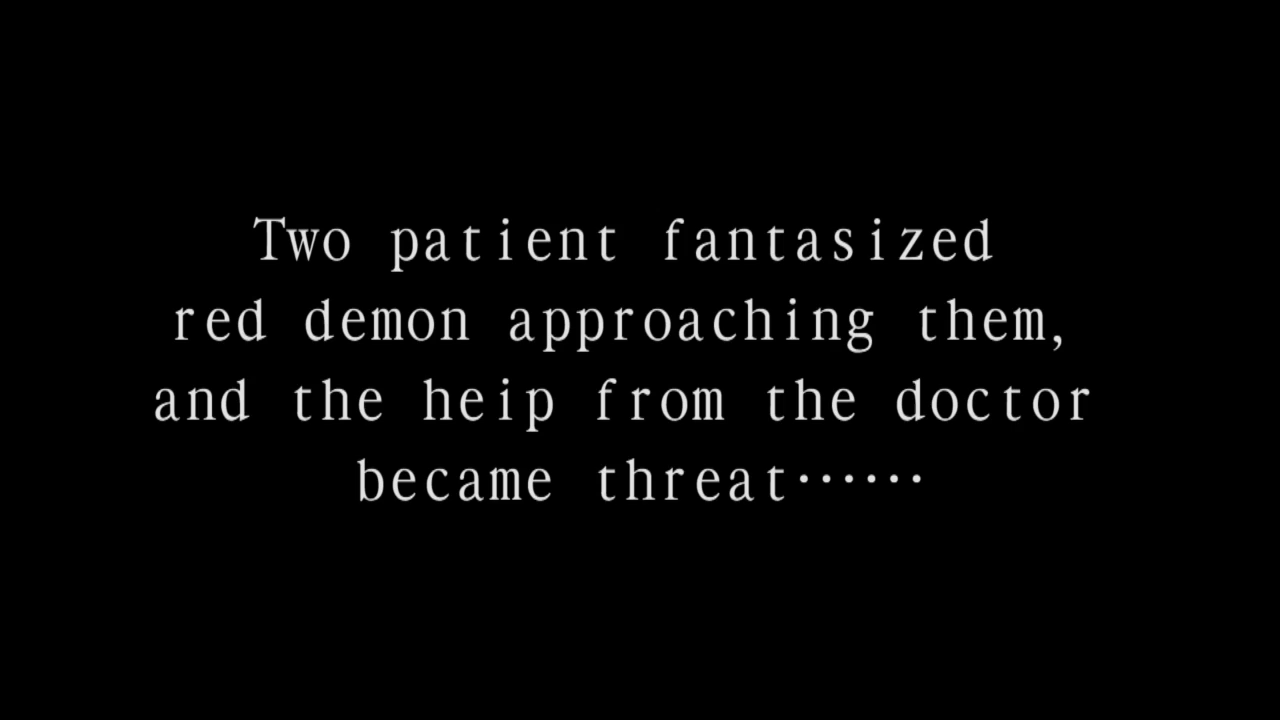 Two patient fantasized
red demon approaching them,
and the heip from the doctor
became threat……